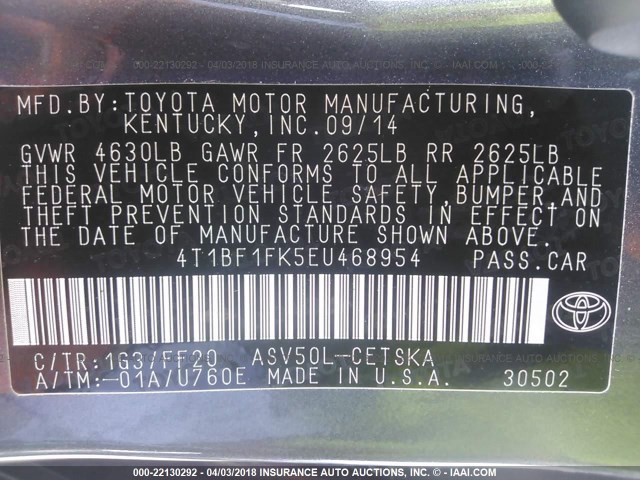 MFD.BY:TOYOTA MOTOR MANUFACTURING,
KENTUCKY,INC.09/14
GVWR 4630LB GAWR FR 2625LB RR 2625LB
THIS VEHICLE CONFORMS TO ALL APPLICABLE
FEDERAL MOTOR VEHICLE SAFETY,BUMPER,AND
THEFT PREVENTION STANDARDS IN EFFECT ON
THE DATE OF MANUFACTURE SHOWN ABOVE.
4T1BF1FK5EU468954 PASS.CAR
C/TR:1G3/FF20 ASV50L-CETSKA
A/TM:-01A/U760E MADE IN U.S.A. 30502
000-22130292 - 04/03/2018 - INSURANCE AUTO AUCTIONS, INC. - IAAI.COM